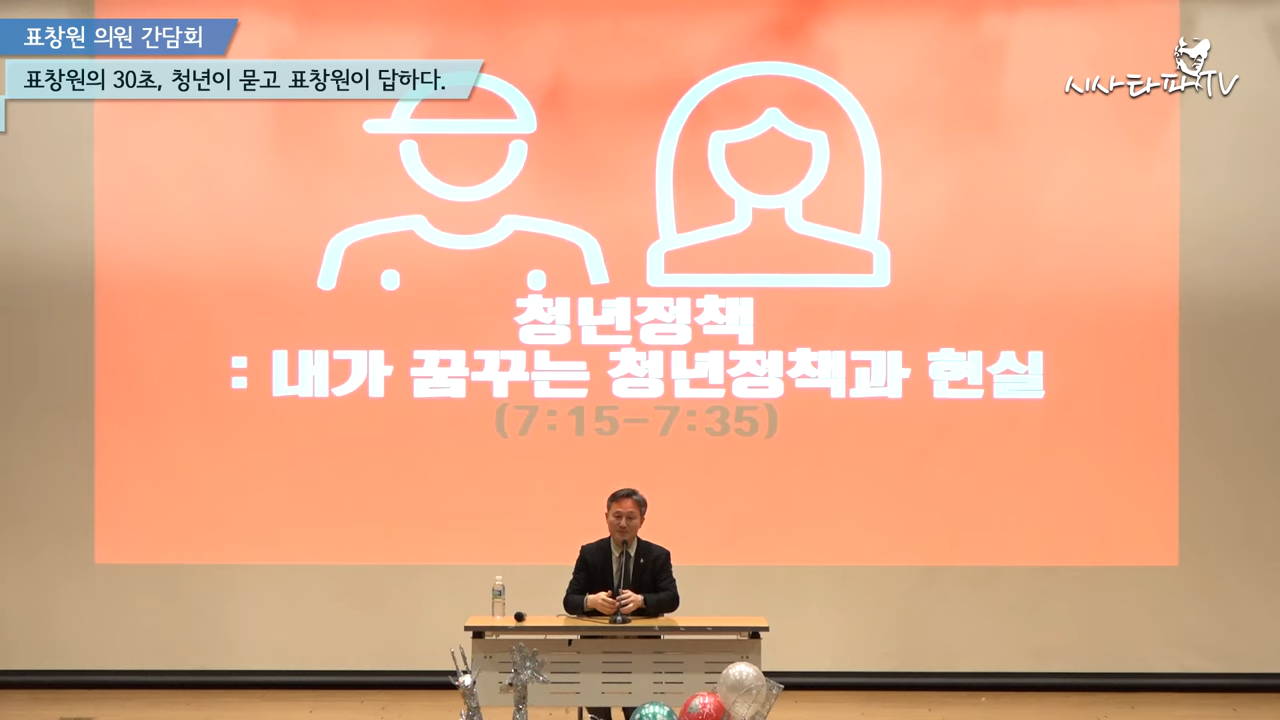 표창원 의원 간담회
표창원의 30초, 청년이 묻고 표창원이 답하다.
시사타파TV
청년정책
: 내가 꿈꾸는 청년정책과 현실
(7:15-7:35)